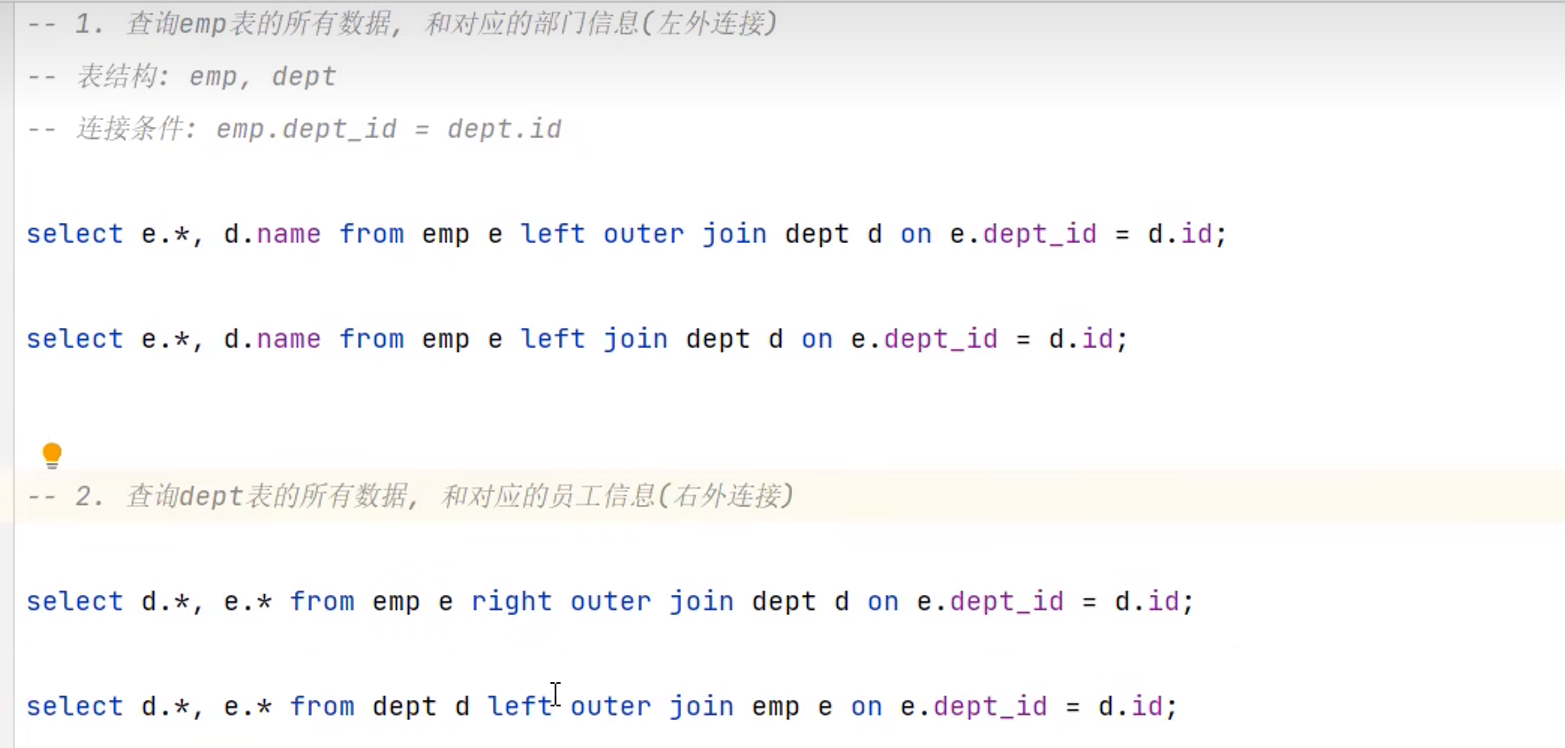 -- 1. 查询emp表的所有数据, 和对应的部门信息(左外连接)
-- 表结构: emp, dept
-- 连接条件: emp.dept_id = dept.id
select e.*, d.name from emp e left outer join dept d on e.dept_id = d.id;
select e.*, d.name from emp e left join dept d on e.dept_id = d.id;
-- 2. 查询dept表的所有数据, 和对应的员工信息(右外连接)
select d.*, e.* from emp e right outer join dept d on e.dept_id = d.id;
select d.*, e.* from dept d left outer join emp e on e.dept_id = d.id;